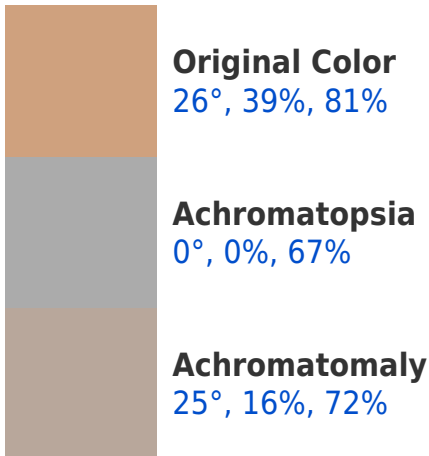 Original Color
26°, 39%, 81%
Achromatopsia
0°, 0%, 67%
Achromatomaly
25°, 16%, 72%